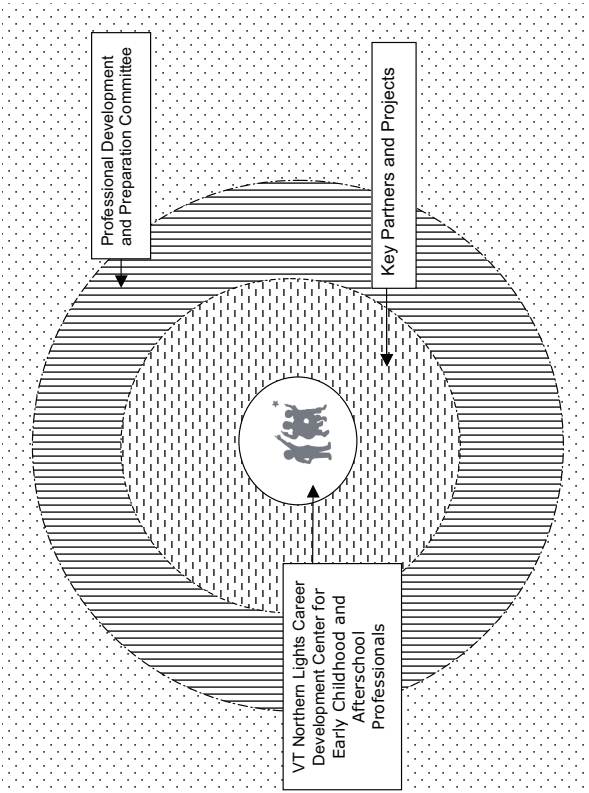 Professional Development
and Preparation Committee
Key Partners and Projects
VT Northern Lights Career
Development Center for
Early Childhood and
Afterschool
Professionals